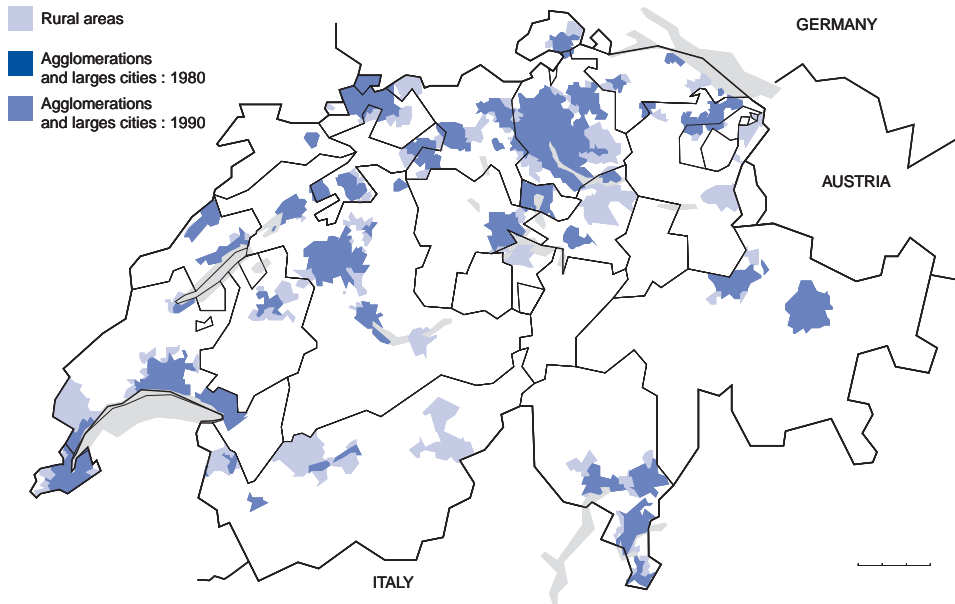 Rural areas
Agglomerations
and larges cities : 1980
Agglomerations
and larges cities : 1990
GERMANY
AUSTRIA
ITALY